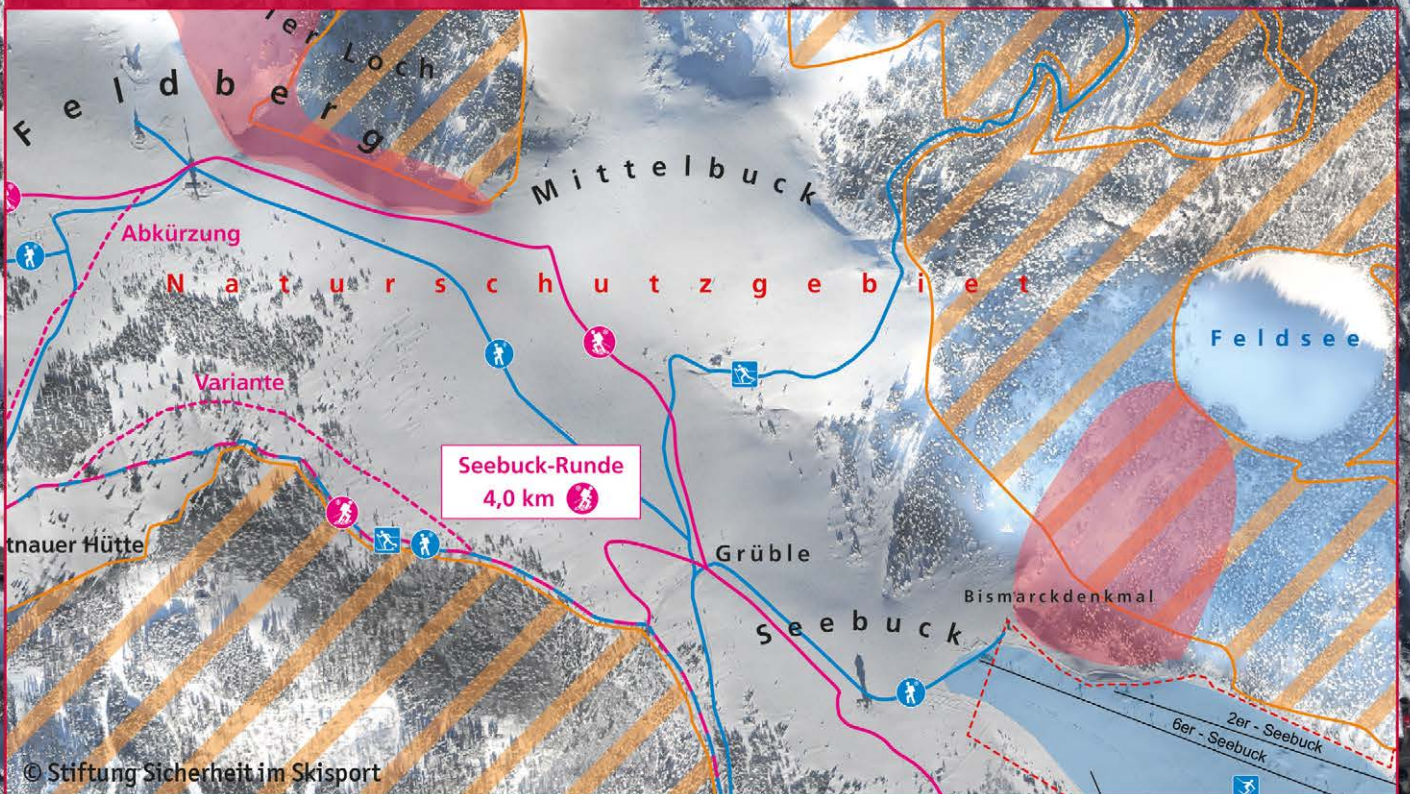 ler Loch
Feldberg
Mittelbuck
Abkürzung
Naturschutzgebiet
Feldsee
Variante
Seebuck-Runde
4,0 km
tnauer Hütte
Grüble
Bismarckdenkmal
Seebuck
2er - Seebuck
6er - Seebuck
© Stiftung Sicherheit im Skisport